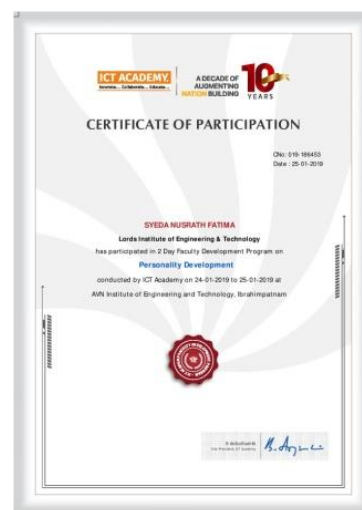 ICT ACADEMY
A DECADE OF
AUGMENTING
NATION BUILDING
10
YEARS
CERTIFICATE OF PARTICIPATION
CNo: 019-186453
Date : 25-01-2019
SYEDA NUSRATH FATIMA
Lords Institute of Engineering & Technology
has participated in 2 Day Faculty Development Program on
Personality Development
conducted by ICT Academy on 24-01-2019 to 25-01-2019 at
AVN Institute of Engineering and Technology, Ibrahimpatnam